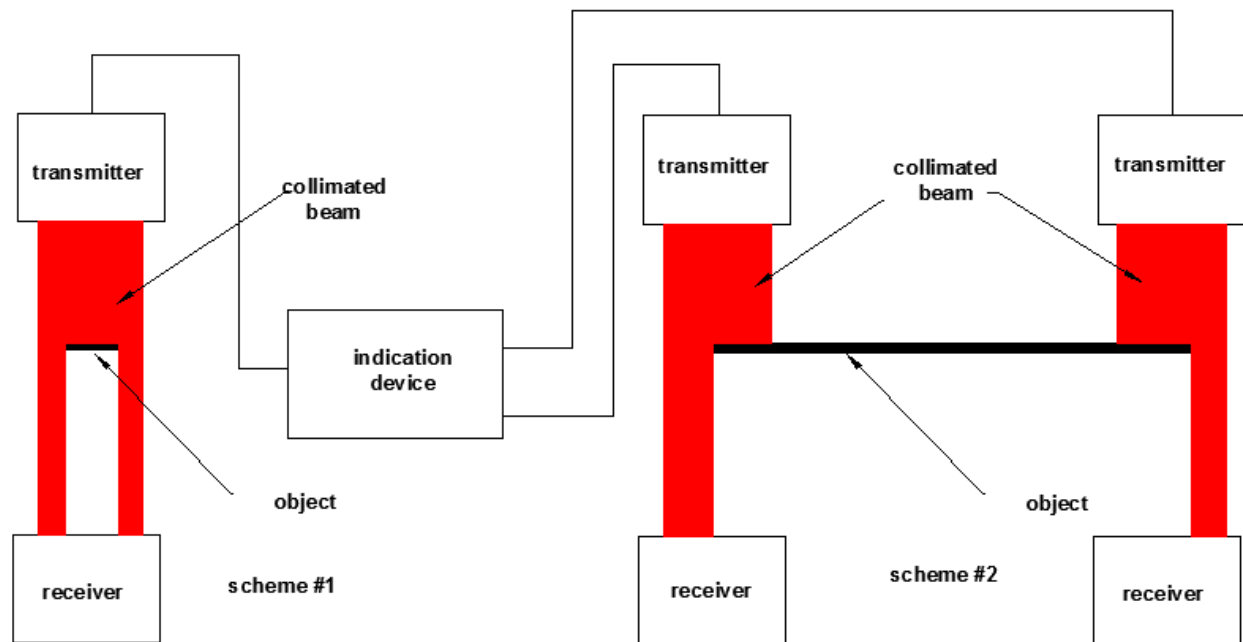 transmitter
collimated
beam
indication
device
object
receiver
scheme #1
transmitter
collimated
beam
transmitter
object
receiver
scheme #2
receiver